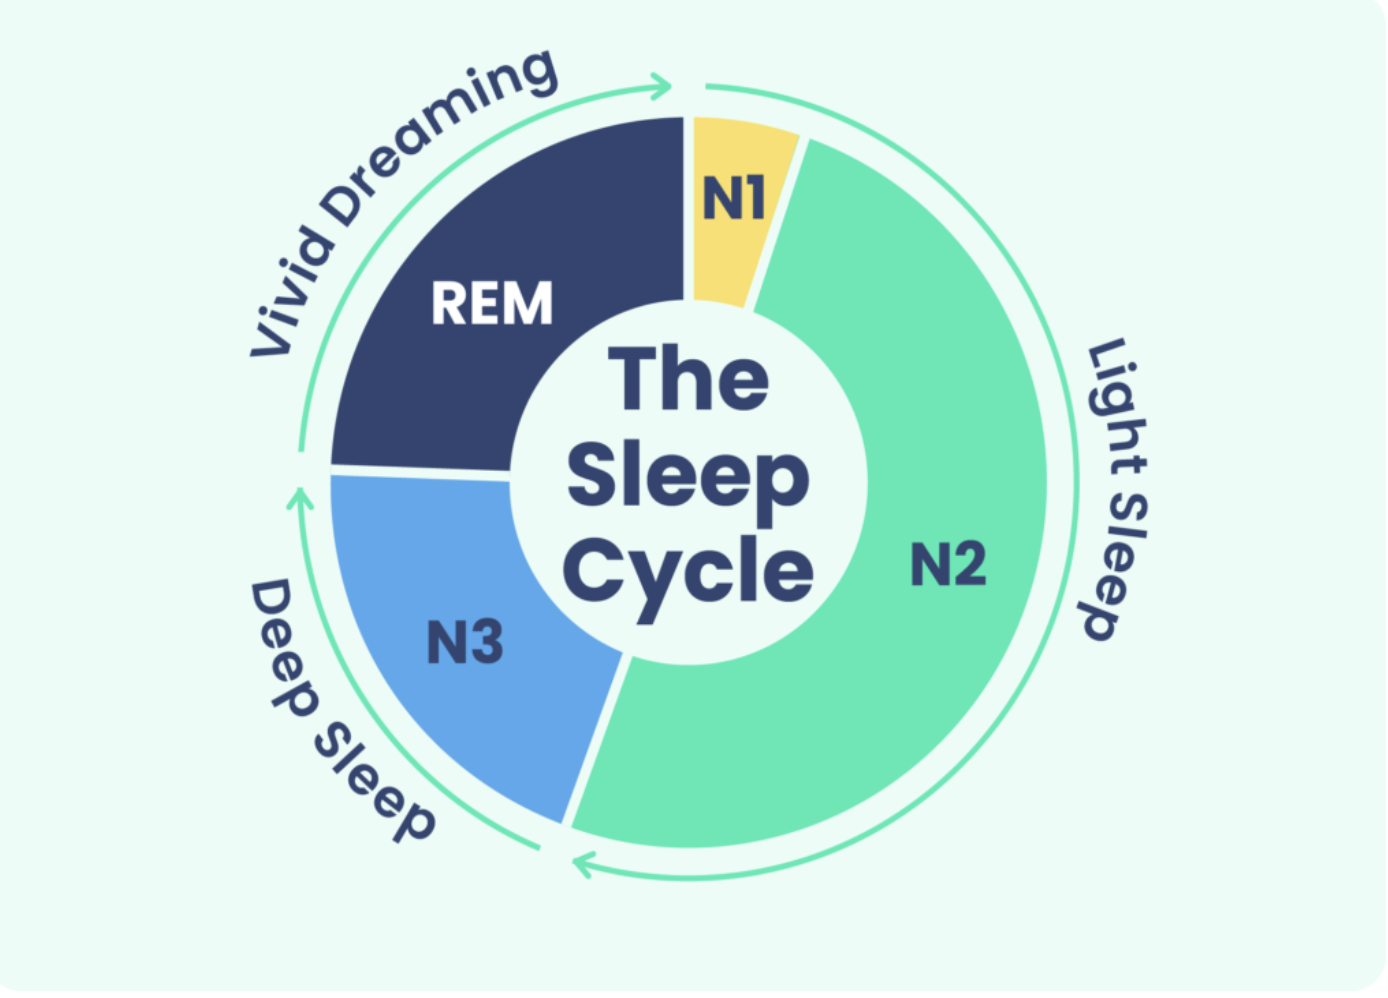 Vivid Dreaming
N1
REM
The
Sleep
Cycle
Light Sleep
N2
N3
Deep Sleep